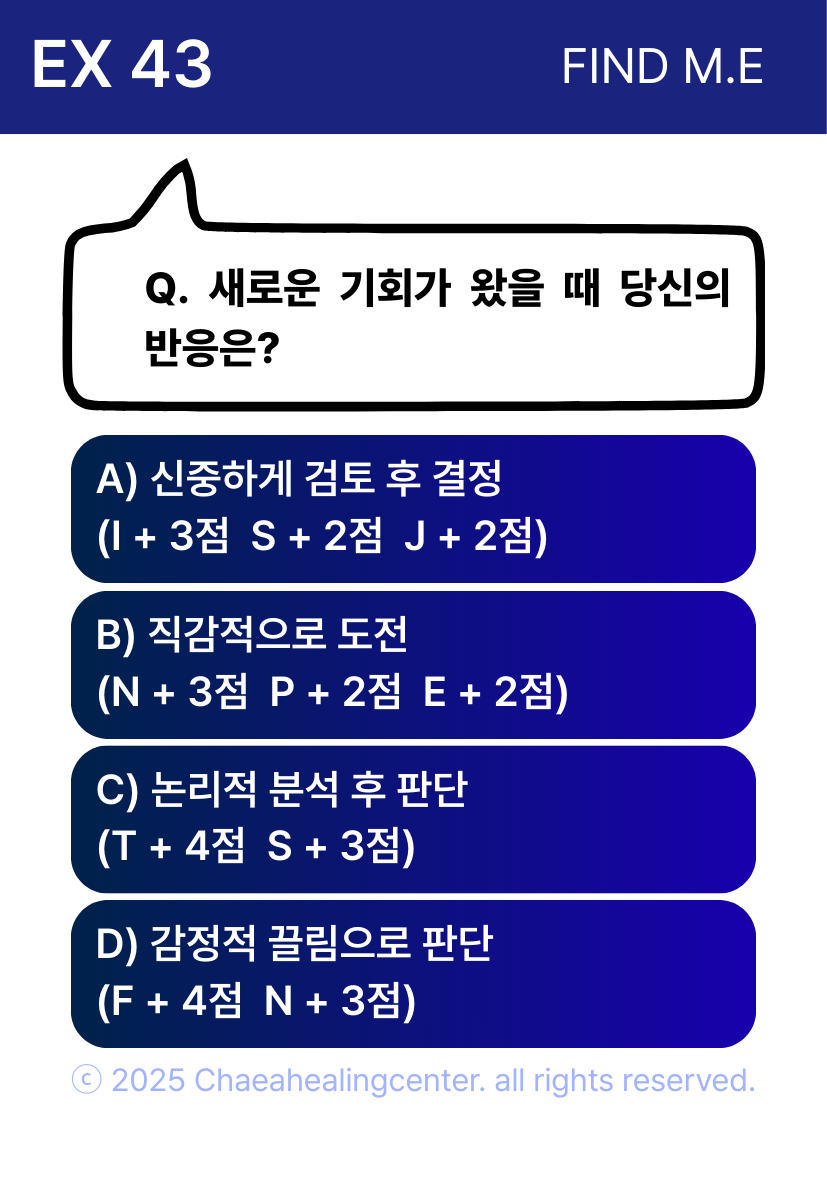 EX 43
FIND M.E
Q. 새로운 기회가 왔을 때 당신의
반응은?
A) 신중하게 검토 후 결정
(I + 3점 S + 2점 J + 2점)
B) 직감적으로 도전
(N + 3점 P + 2점 E + 2점)
C) 논리적 분석 후 판단
(T + 4점 S + 3점)
D) 감정적 끌림으로 판단
(F + 4점 N + 3점)
ⓒ 2025 Chaeahealingcenter. all rights reserved.